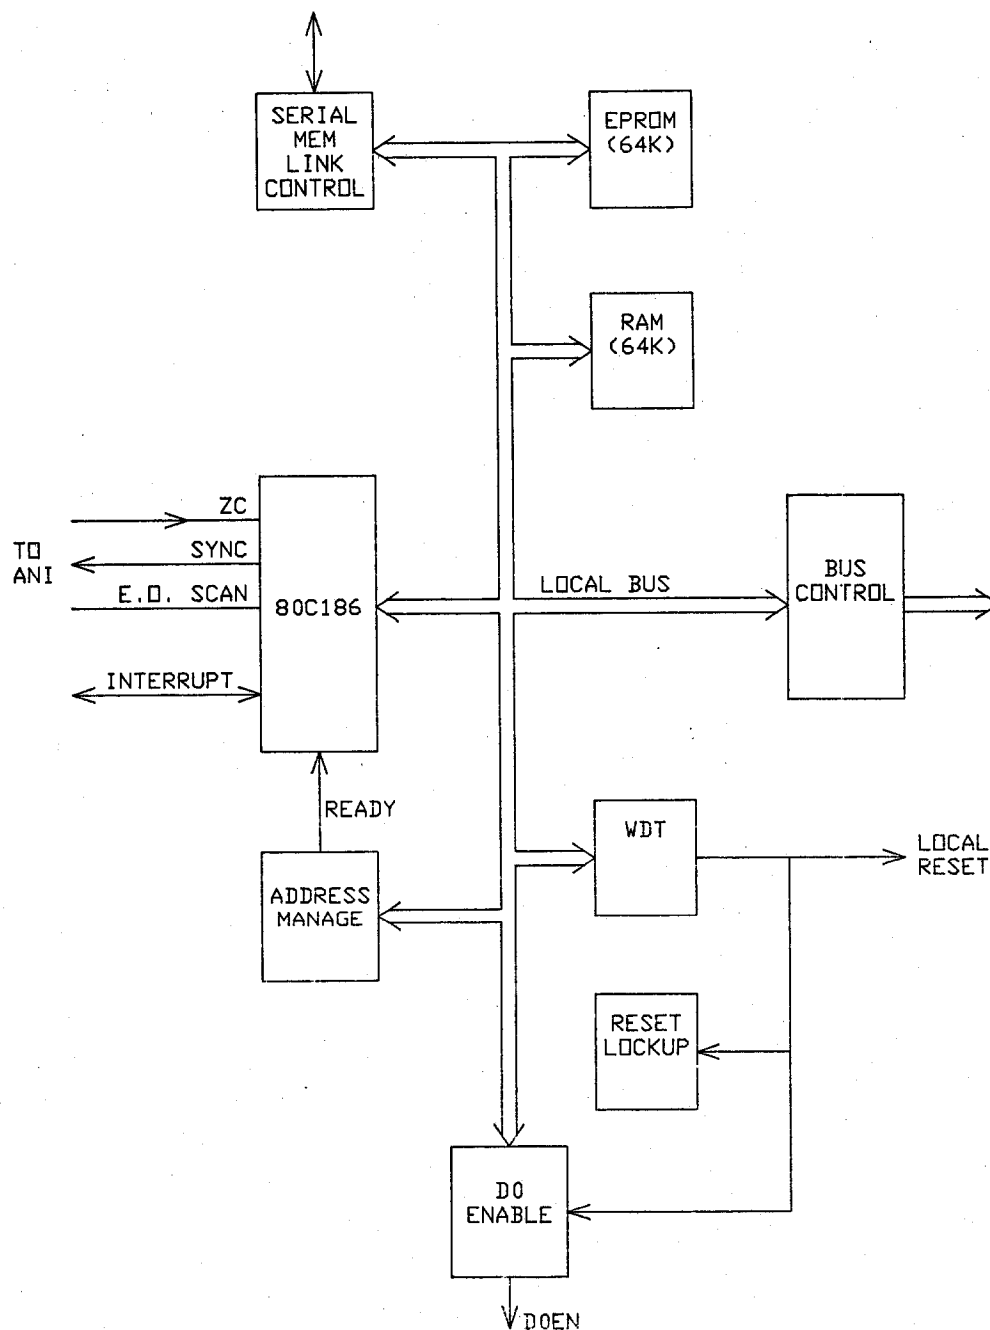 SERIAL
MEM
LINK
CONTROL
EPROM
(64K)
RAM
(64K)
ZC
SYNC
E.O. SCAN
TO
ANI
80C186
INTERRUPT
LOCAL BUS
BUS
CONTROL
READY
ADDRESS
MANAGE
WDT
LOCAL
RESET
RESET
LOCKUP
DO
ENABLE
DOEN